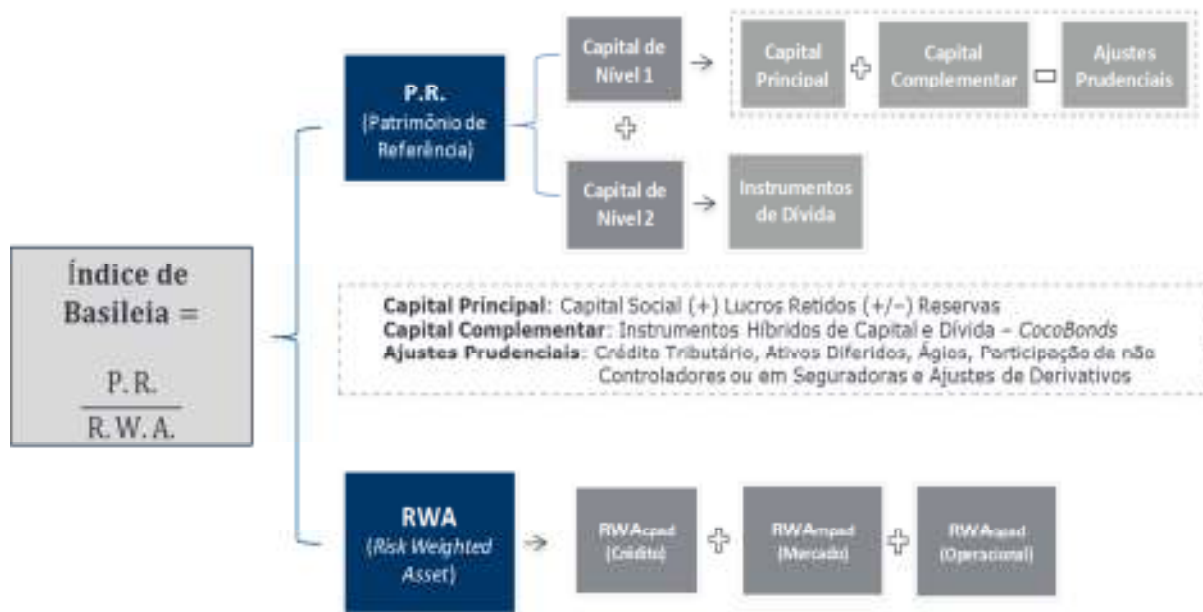 Capital de
Nível 1
Capital
Principal
Capital
Complementar
Ajustes
Prudenciais
P.R.
(Patrimônio de
Referência)
Capital de
Nível 2
Instrumentos
de Dívida
Índice de
Basileia =
P. R.
R. W. A.
Capital Principal: Capital Social (+) Lucros Retidos (+/−) Reservas
Capital Complementar: Instrumentos Híbridos de Capital e Dívida – CocoBonds
Ajustes Prudenciais: Crédito Tributário, Ativos Diferidos, Ágios, Participação de não
Controladores ou em Seguradoras e Ajustes de Derivativos
RWA
(Risk Weighted
Asset)
(Crédito)
(Mercado)
(Operacional)